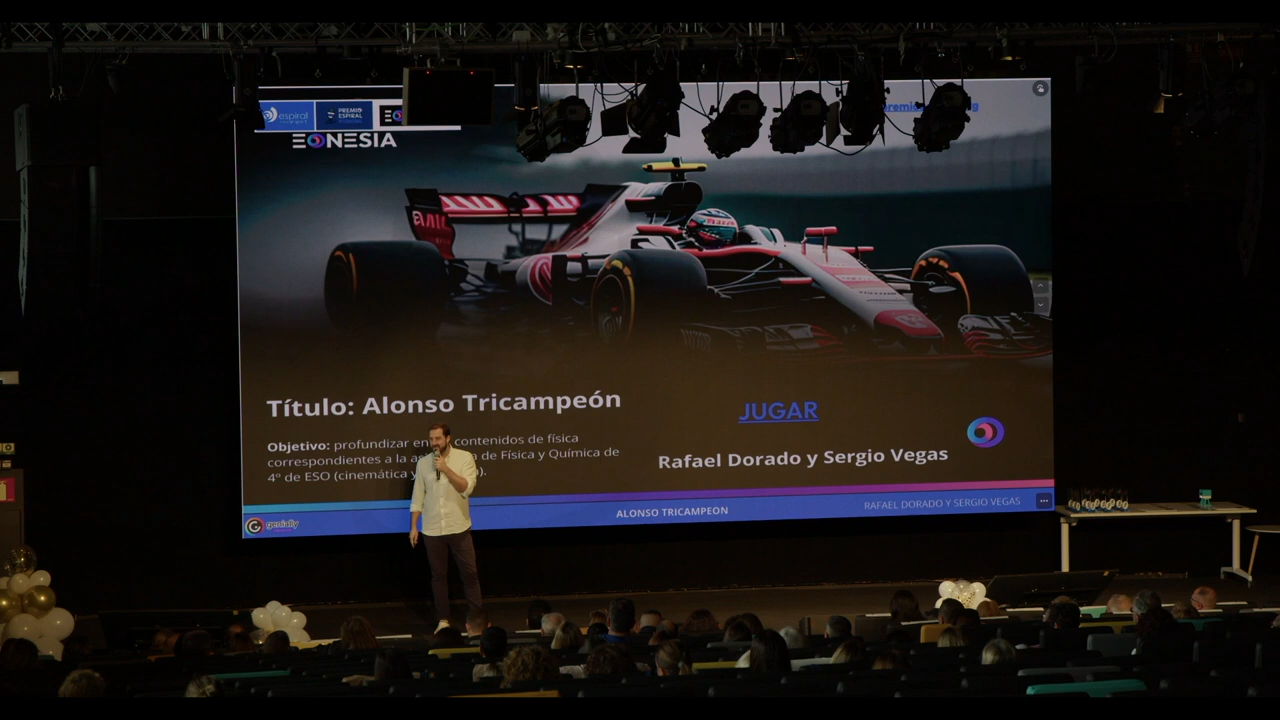 espiral
PREMIO
ESPIRAL
EONESIA
Título: Alonso Tricampeón
JUGAR
Objetivo: profundizar en contenidos de física
correspondientes a la de Física y Química de
4º de ESO (cinemática y
Rafael Dorado y Sergio Vegas
ALONSO TRICAMPEON
RAFAEL DORADO Y SERGIO VEGAS
genially